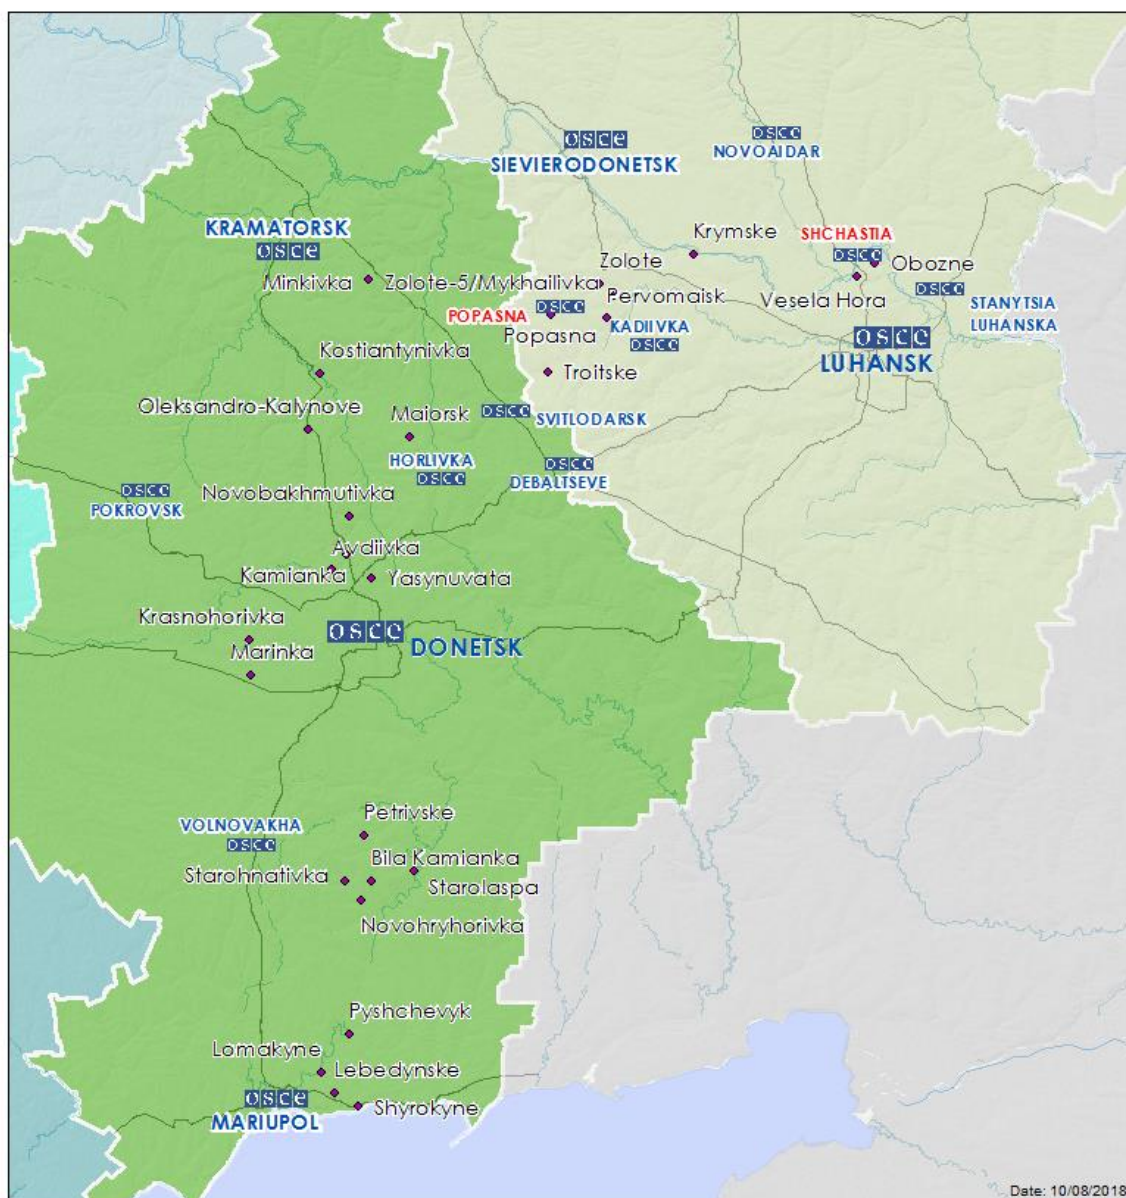 osce
SIEVIERODONETSK
osce
NOVOAIDAR
KRAMATORSK
osce
Minkivka
Krymske
SHCHASTIA
osce
Obozne
Zolote
Zolote-5/Mykhailivka
Pervomaisk
Vesela Hora
osce
STANYTSIA
LUHANSKA
POPASNA
osce
Popasna
KADIIVKA
osce
osce
LUHANSK
Kostiantynivka
Troitske
Oleksandro-Kalynove
Maiorsk
osce
SVITLODARSK
HORLIVKA
osce
osce
DEBALTSEVE
osce
POKROVSK
Novobakhmutivka
Avdiivka
Kamianka
Yasynuvata
Krasnohorivka
Marinka
osce
DONETSK
Petrivske
VOLNOVAKHA
osce
Bila Kamianka
Starohnativka
Starolaspa
Novohryhorivka
Pyshchevyk
Lomakyne
Lebedynske
osce
MARIUPOL
Shyrokyne
Date: 10/08/2018